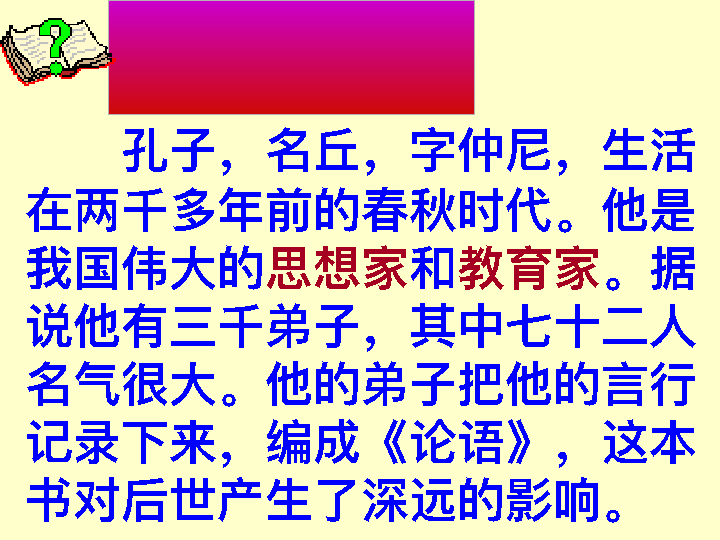 ?
孔子，名丘，字仲尼，生活
在两千多年前的春秋时代。他是
我国伟大的思想家和教育家。据
说他有三千弟子，其中七十二人
名气很大。他的弟子把他的言行
记录下来，编成《论语》，这本
书对后世产生了深远的影响。